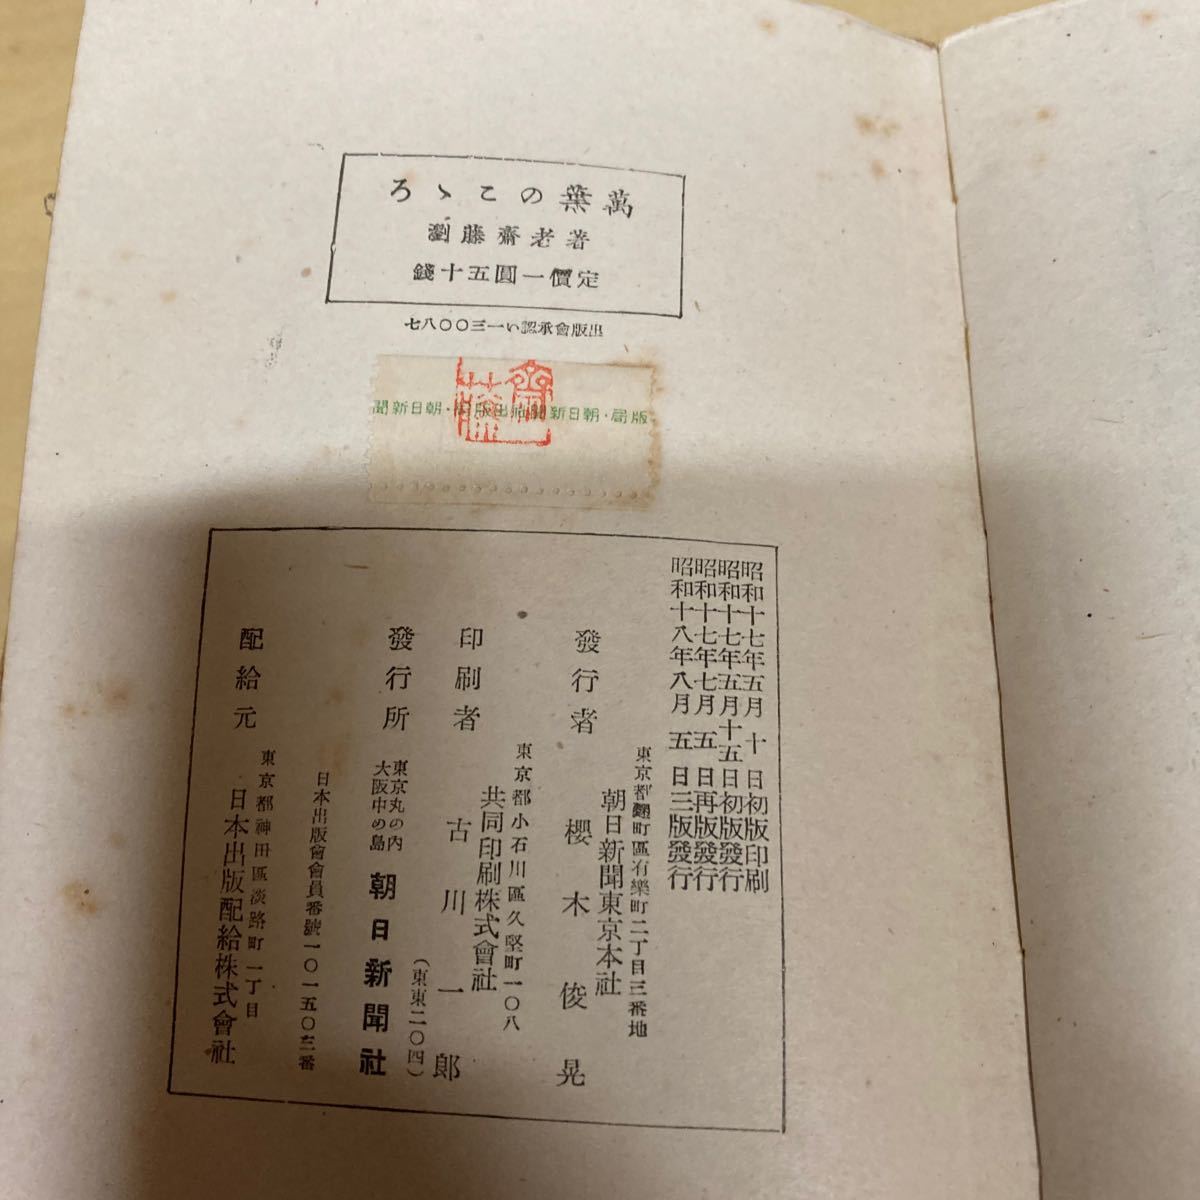 萬葉のこゝろ
著者齋藤瀏
定價一圓五十錢
出版會承認い一三〇〇八七
版局・朝日新聞社出版局・朝日新聞
齋藤
昭和十七年五月十日初版印刷
昭和十七年五月十五日初版發行
昭和十七年七月五日再版發行
昭和十八年八月五日三版發行
東京都麴町區有樂町二丁目三番地
朝日新聞東京本社
發行者 櫻木俊晃
東京都小石川區久堅町一〇八
共同印刷株式會社
印刷者 古川一郎
(東東二〇四)
東京丸の内
大阪中の島
發行所 朝日新聞社
日本出版會會員番號一〇一五〇三番
東京都神田區淡路町一丁目
配給元 日本出版配給株式會社